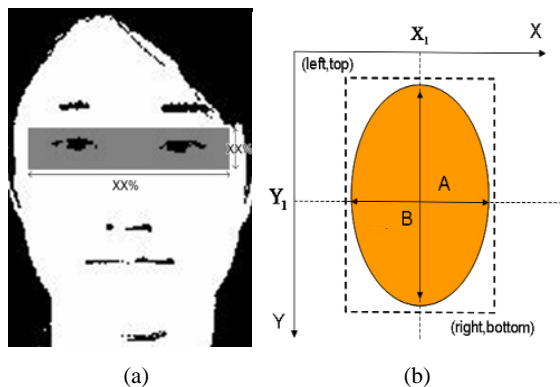 XX%
XX%
(a)
X₁
X
(left,top)
Y₁
A
B
Y
(right,bottom)
(b)